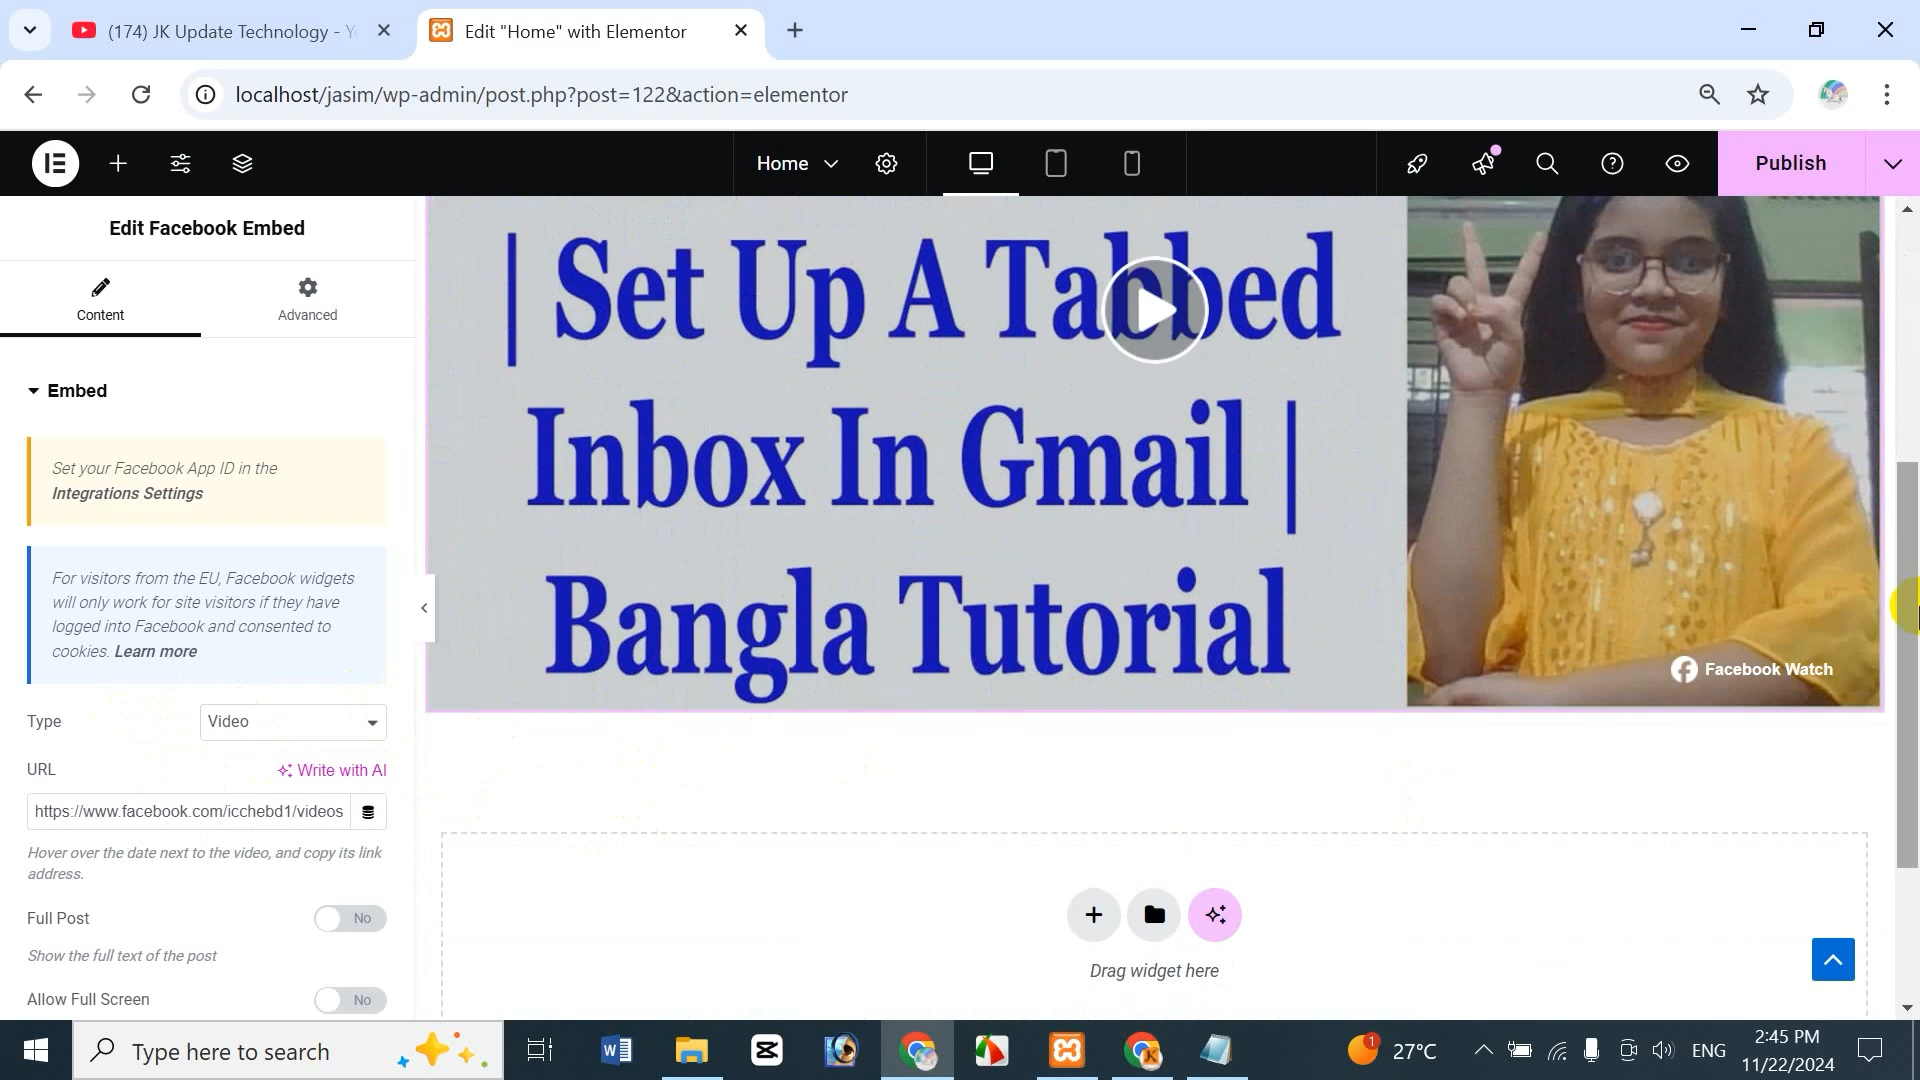 (174) JK Update Technology - Y
Edit "Home" with Elementor
localhost/jasim/wp-admin/post.php?post=122&action=elementor
Home
Publish
Edit Facebook Embed
Content
Advanced
Embed
Set your Facebook App ID in the
Integrations Settings
For visitors from the EU, Facebook widgets
will only work for site visitors if they have
logged into Facebook and consented to
cookies. Learn more
Type
Video
URL
Write with AI
https://www.facebook.com/icchebd1/videos
Hover over the date next to the video, and copy its link
address.
Full Post
No
Show the full text of the post
Allow Full Screen
No
| Set Up A Tabbed
Inbox In Gmail |
Bangla Tutorial
Facebook Watch
Drag widget here
Type here to search
1
27°C
ENG
2:45 PM
11/22/2024